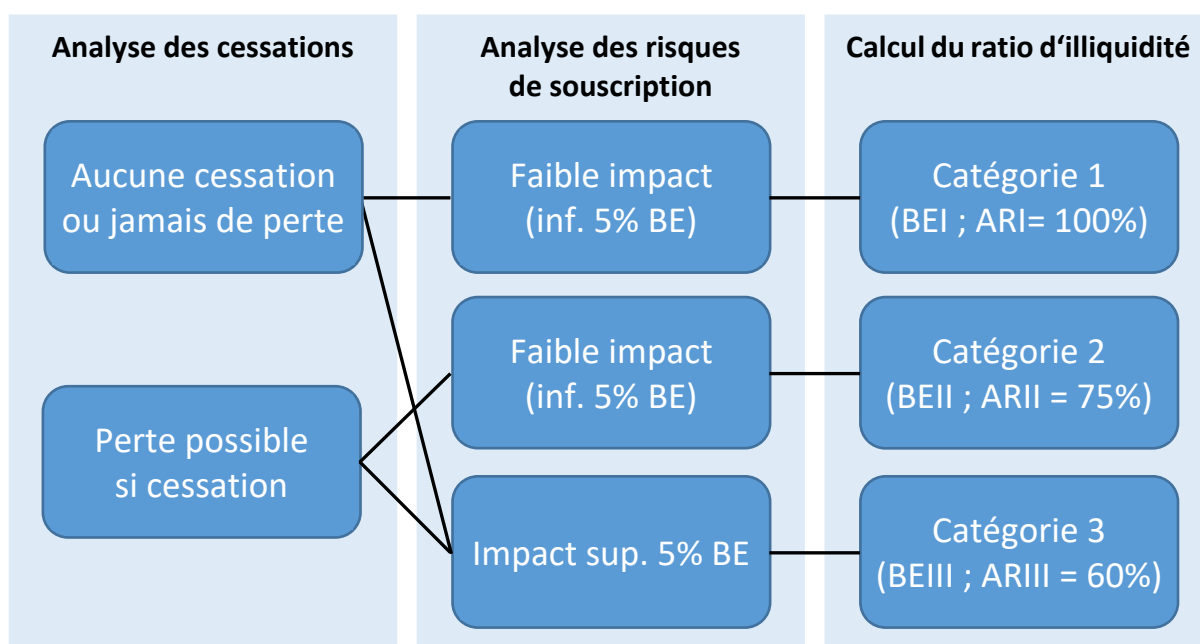 Analyse des cessations
Analyse des risques
de souscription
Calcul du ratio d‘illiquidité
Aucune cessation
ou jamais de perte
Faible impact
(inf. 5% BE)
Catégorie 1
(BEI ; ARI= 100%)
Faible impact
(inf. 5% BE)
Catégorie 2
(BEII ; ARII = 75%)
Perte possible
si cessation
Impact sup. 5% BE
Catégorie 3
(BEIII ; ARIII = 60%)